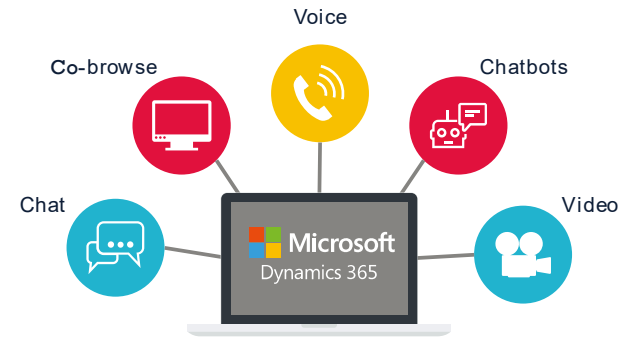 Voice
Co-browse
Chatbots
Chat
Video
Microsoft
Dynamics 365